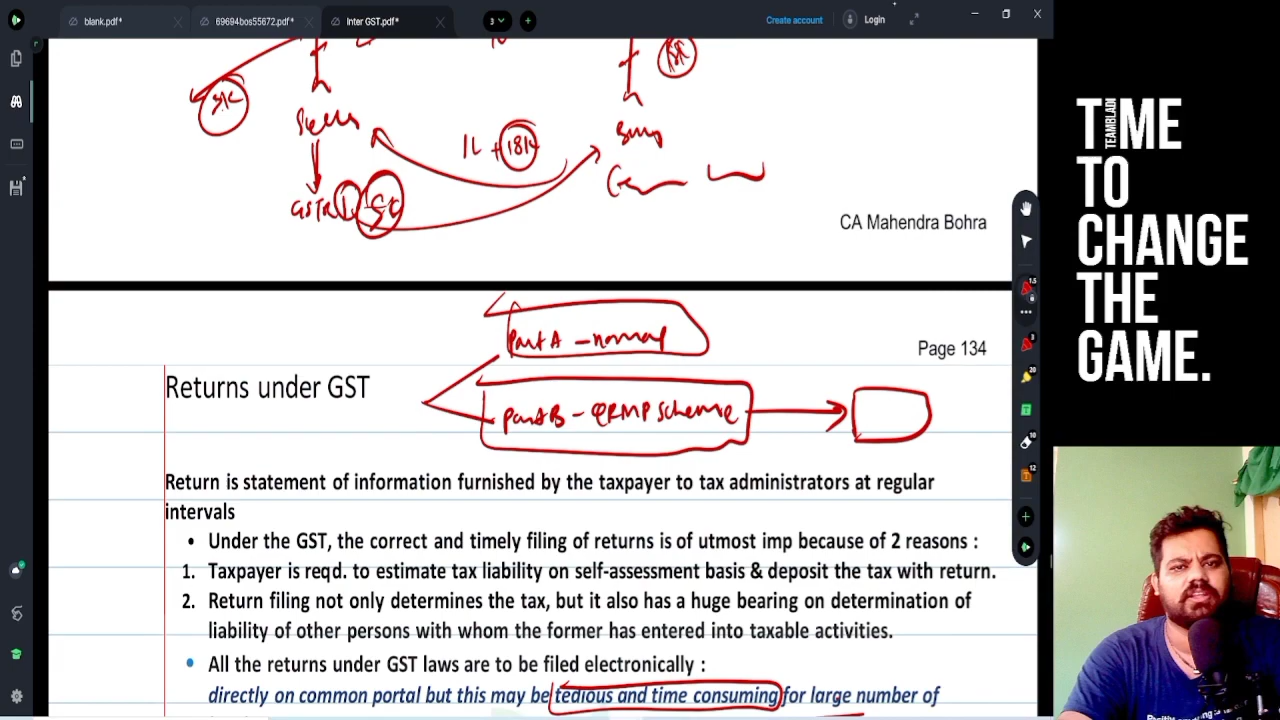 blank.pdf*
69694bos55672.pdf*
Inter GST.pdf*
3
Create account
Login
1L + 18K
GSTR 1
CA Mahendra Bohra
Part A - normal
Page 134
Returns under GST
Part B - QRMP scheme
Return is statement of information furnished by the taxpayer to tax administrators at regular
intervals
• Under the GST, the correct and timely filing of returns is of utmost imp because of 2 reasons :
1. Taxpayer is reqd. to estimate tax liability on self-assessment basis & deposit the tax with return.
2. Return filing not only determines the tax, but it also has a huge bearing on determination of
liability of other persons with whom the former has entered into taxable activities.
• All the returns under GST laws are to be filed electronically :
directly on common portal but this may be tedious and time consuming for large number of
TIME
TEAMBLADE
TO
CHANGE
THE
GAME.